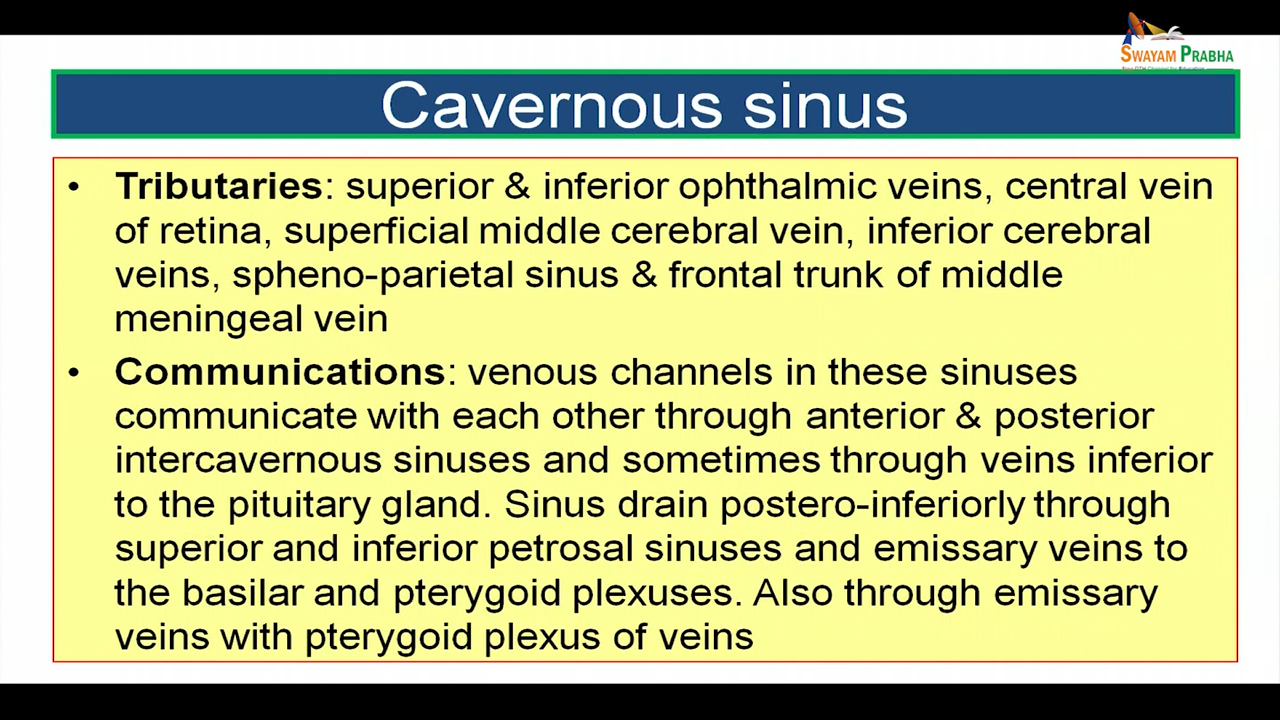 SWAYAM PRABHA
Cavernous sinus
• Tributaries: superior & inferior ophthalmic veins, central vein
of retina, superficial middle cerebral vein, inferior cerebral
veins, spheno-parietal sinus & frontal trunk of middle
meningeal vein
• Communications: venous channels in these sinuses
communicate with each other through anterior & posterior
intercavernous sinuses and sometimes through veins inferior
to the pituitary gland. Sinus drain postero-inferiorly through
superior and inferior petrosal sinuses and emissary veins to
the basilar and pterygoid plexuses. Also through emissary
veins with pterygoid plexus of veins